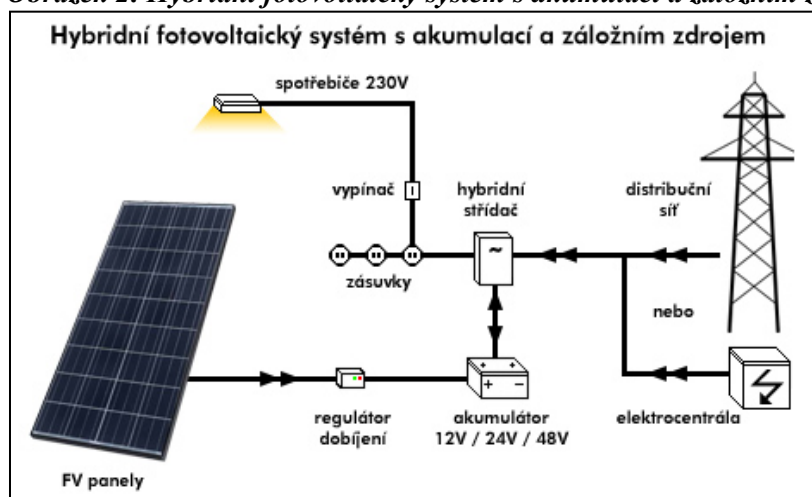 Hybridní fotovoltaický systém s akumulací a záložním zdrojem
spotřebiče 230V
vypínač
hybridní
střídač
distribuční
síť
~
zásuvky
nebo
regulátor
dobíjení
akumulátor
12V / 24V / 48V
elektrocentrála
FV panely